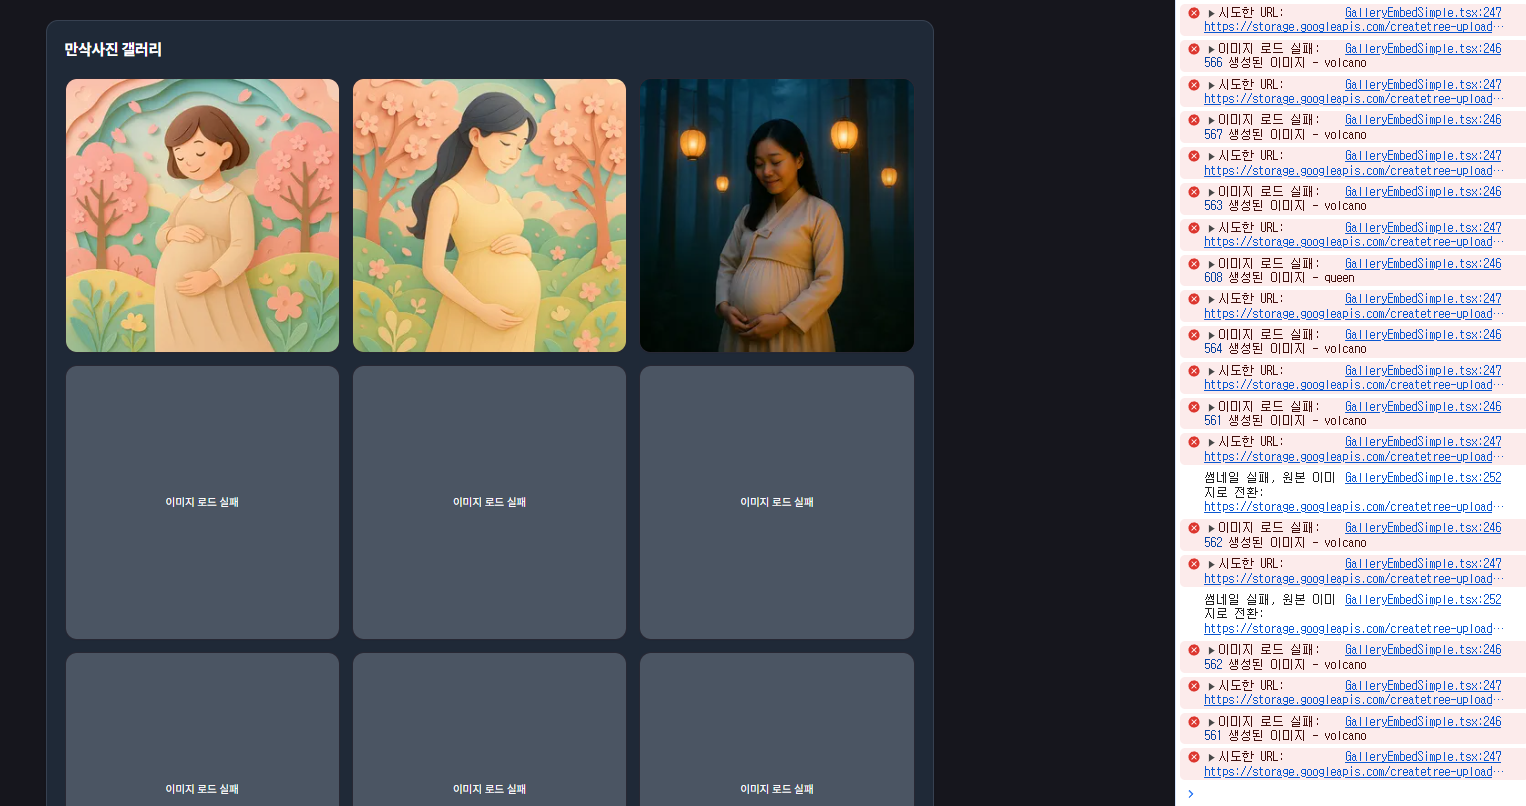 만삭사진 갤러리
이미지 로드 실패
이미지 로드 실패
이미지 로드 실패
이미지 로드 실패
이미지 로드 실패
이미지 로드 실패
시도한 URL: GalleryEmbedSimple.tsx:247
https://storage.googleapis.com/createtree-upload…
이미지 로드 실패: GalleryEmbedSimple.tsx:246
566 생성된 이미지 - volcano
시도한 URL: GalleryEmbedSimple.tsx:247
https://storage.googleapis.com/createtree-upload…
이미지 로드 실패: GalleryEmbedSimple.tsx:246
567 생성된 이미지 - volcano
시도한 URL: GalleryEmbedSimple.tsx:247
https://storage.googleapis.com/createtree-upload…
이미지 로드 실패: GalleryEmbedSimple.tsx:246
563 생성된 이미지 - volcano
시도한 URL: GalleryEmbedSimple.tsx:247
https://storage.googleapis.com/createtree-upload…
이미지 로드 실패: GalleryEmbedSimple.tsx:246
608 생성된 이미지 - queen
시도한 URL: GalleryEmbedSimple.tsx:247
https://storage.googleapis.com/createtree-upload…
이미지 로드 실패: GalleryEmbedSimple.tsx:246
564 생성된 이미지 - volcano
시도한 URL: GalleryEmbedSimple.tsx:247
https://storage.googleapis.com/createtree-upload…
이미지 로드 실패: GalleryEmbedSimple.tsx:246
561 생성된 이미지 - volcano
시도한 URL: GalleryEmbedSimple.tsx:247
https://storage.googleapis.com/createtree-upload…
썸네일 실패, 원본 이미 GalleryEmbedSimple.tsx:252
지로 전환:
https://storage.googleapis.com/createtree-upload…
이미지 로드 실패: GalleryEmbedSimple.tsx:246
562 생성된 이미지 - volcano
시도한 URL: GalleryEmbedSimple.tsx:247
https://storage.googleapis.com/createtree-upload…
썸네일 실패, 원본 이미 GalleryEmbedSimple.tsx:252
지로 전환:
https://storage.googleapis.com/createtree-upload…
이미지 로드 실패: GalleryEmbedSimple.tsx:246
562 생성된 이미지 - volcano
시도한 URL: GalleryEmbedSimple.tsx:247
https://storage.googleapis.com/createtree-upload…
이미지 로드 실패: GalleryEmbedSimple.tsx:246
561 생성된 이미지 - volcano
시도한 URL: GalleryEmbedSimple.tsx:247
https://storage.googleapis.com/createtree-upload…